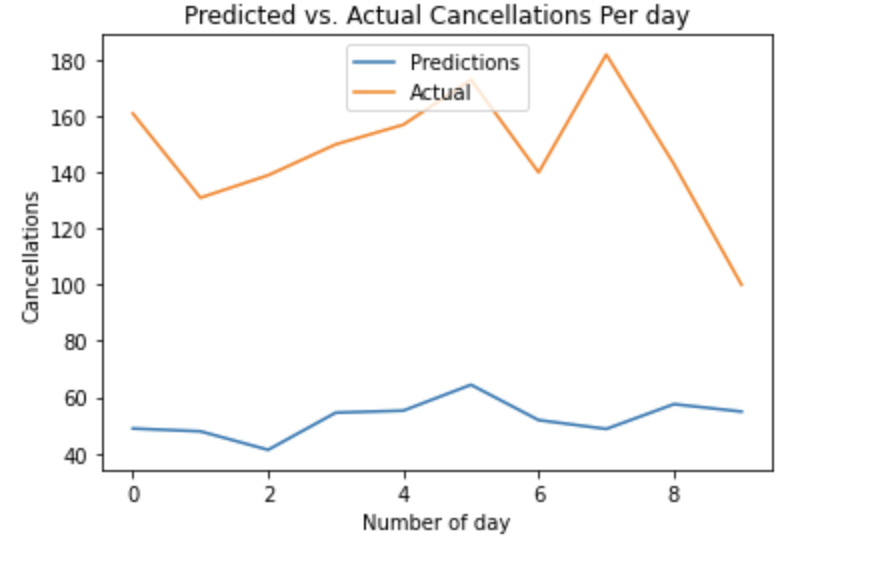 Predicted vs. Actual Cancellations Per day
Predictions
Actual
Cancellations
180
160
140
120
100
80
60
40
0 2 4 6 8
Number of day